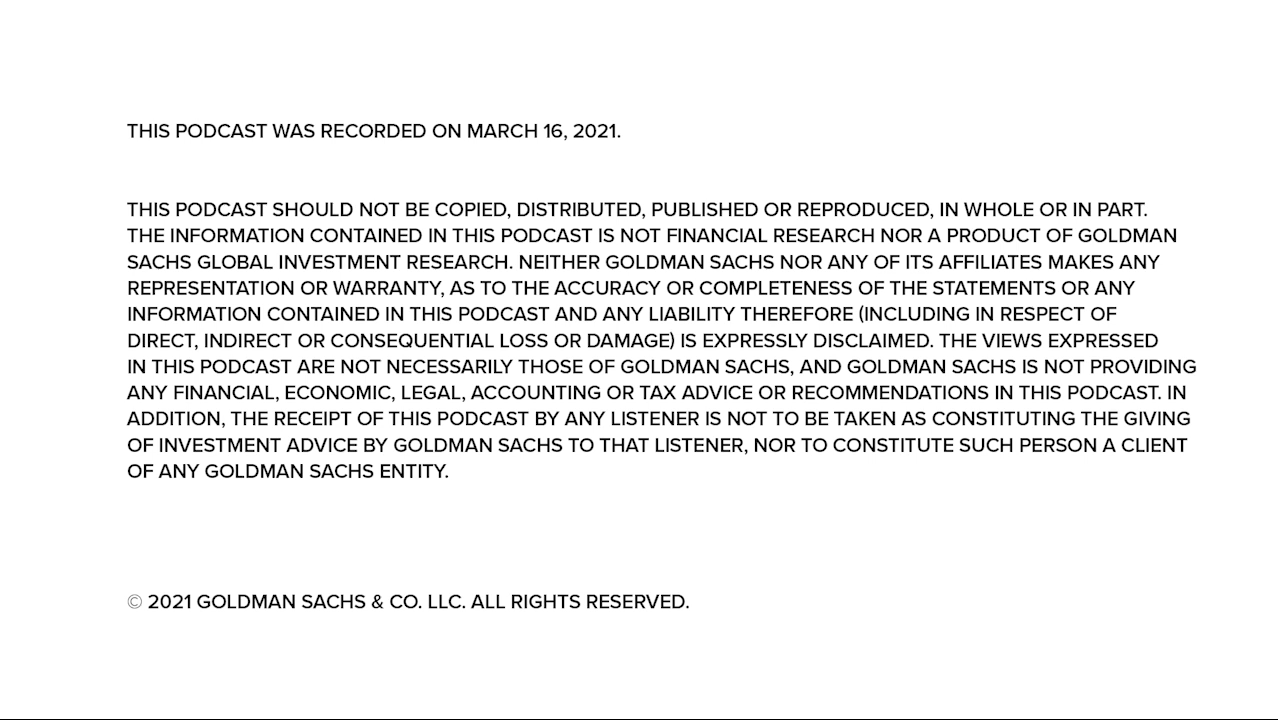 THIS PODCAST WAS RECORDED ON MARCH 16, 2021.
THIS PODCAST SHOULD NOT BE COPIED, DISTRIBUTED, PUBLISHED OR REPRODUCED, IN WHOLE OR IN PART.
THE INFORMATION CONTAINED IN THIS PODCAST IS NOT FINANCIAL RESEARCH NOR A PRODUCT OF GOLDMAN
SACHS GLOBAL INVESTMENT RESEARCH. NEITHER GOLDMAN SACHS NOR ANY OF ITS AFFILIATES MAKES ANY
REPRESENTATION OR WARRANTY, AS TO THE ACCURACY OR COMPLETENESS OF THE STATEMENTS OR ANY
INFORMATION CONTAINED IN THIS PODCAST AND ANY LIABILITY THEREFORE (INCLUDING IN RESPECT OF
DIRECT, INDIRECT OR CONSEQUENTIAL LOSS OR DAMAGE) IS EXPRESSLY DISCLAIMED. THE VIEWS EXPRESSED
IN THIS PODCAST ARE NOT NECESSARILY THOSE OF GOLDMAN SACHS, AND GOLDMAN SACHS IS NOT PROVIDING
ANY FINANCIAL, ECONOMIC, LEGAL, ACCOUNTING OR TAX ADVICE OR RECOMMENDATIONS IN THIS PODCAST. IN
ADDITION, THE RECEIPT OF THIS PODCAST BY ANY LISTENER IS NOT TO BE TAKEN AS CONSTITUTING THE GIVING
OF INVESTMENT ADVICE BY GOLDMAN SACHS TO THAT LISTENER, NOR TO CONSTITUTE SUCH PERSON A CLIENT
OF ANY GOLDMAN SACHS ENTITY.
© 2021 GOLDMAN SACHS & CO. LLC. ALL RIGHTS RESERVED.